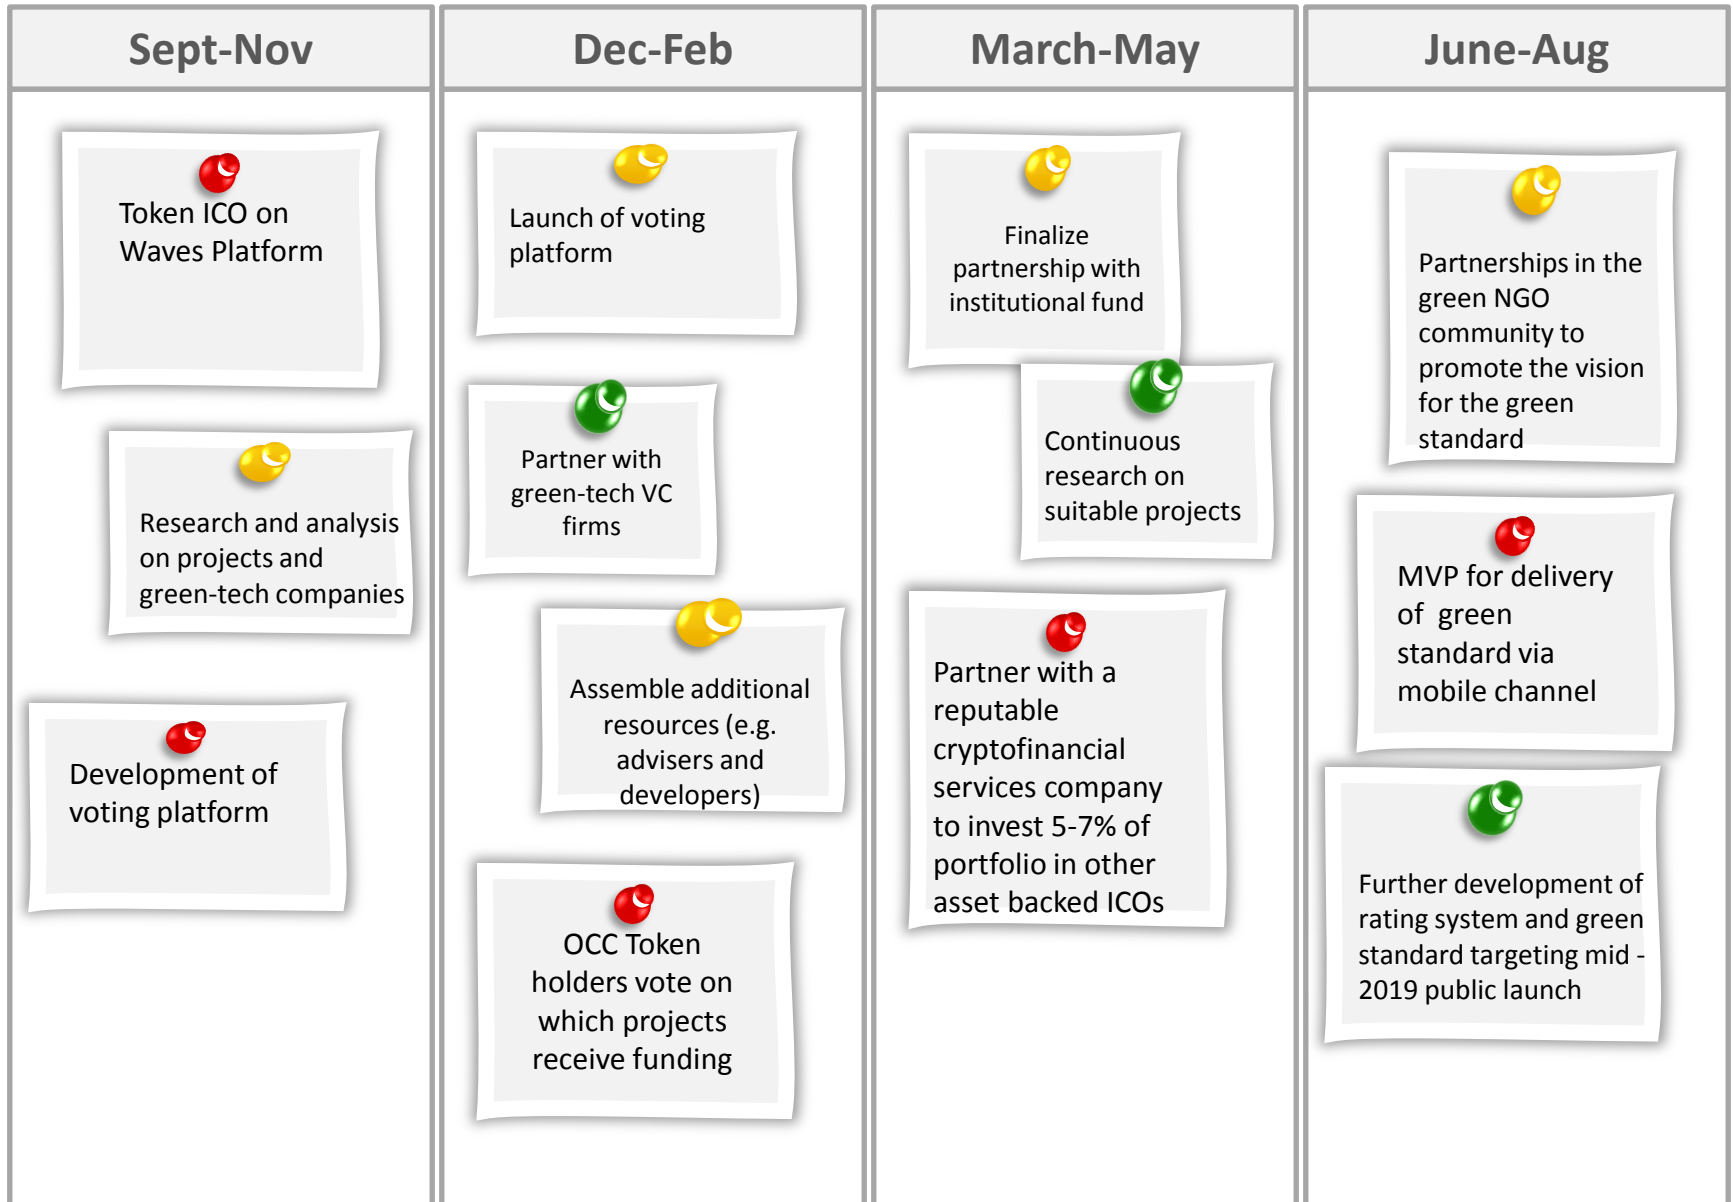 Sept-Nov
Token ICO on
Waves Platform
Research and analysis
on projects and
green-tech companies
Development of
voting platform
Dec-Feb
Launch of voting
platform
Partner with
green-tech VC
firms
Assemble additional
resources (e.g.
advisers and
developers)
OCC Token
holders vote on
which projects
receive funding
March-May
Finalize
partnership with
institutional fund
Continuous
research on
suitable projects
Partner with a
reputable
cryptofinancial
services company
to invest 5-7% of
portfolio in other
asset backed ICOs
June-Aug
Partnerships in the
green NGO
community to
promote the vision
for the green
standard
MVP for delivery
of  green
standard via
mobile channel
Further development of
rating system and green
standard targeting mid -
2019 public launch